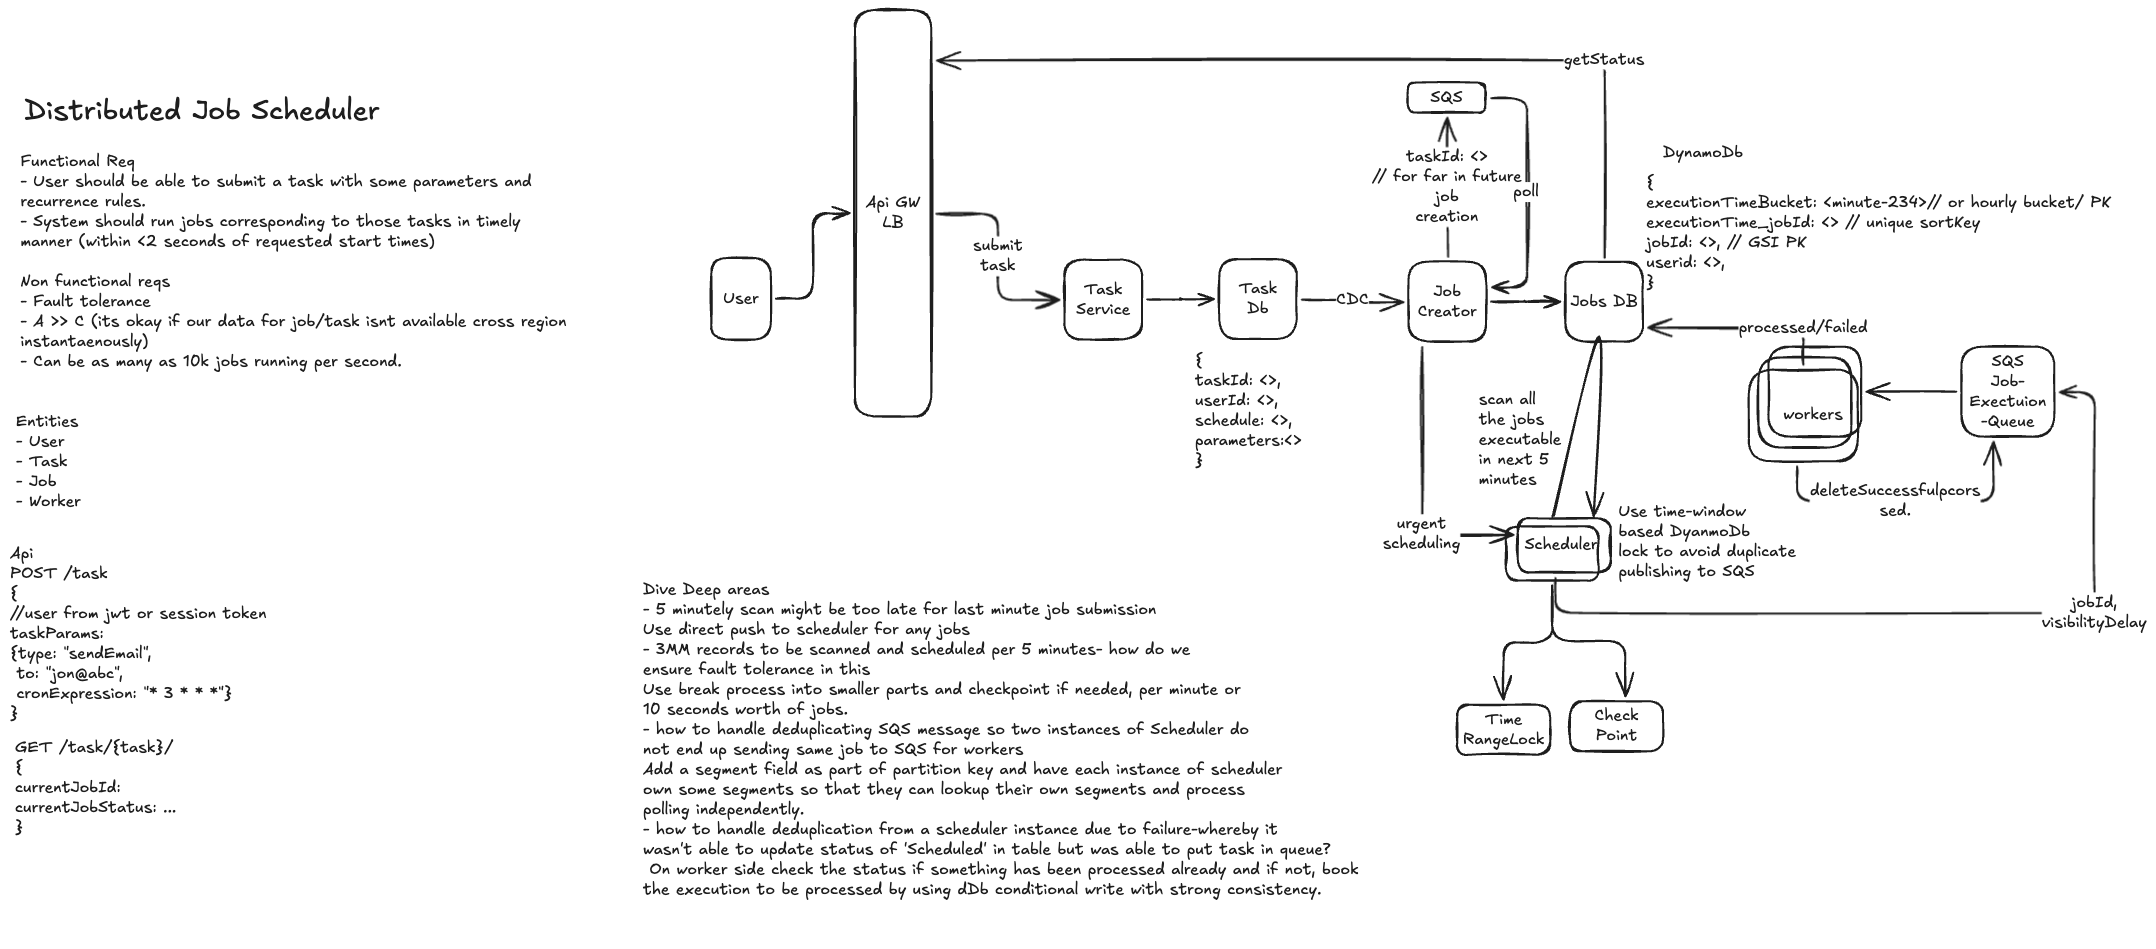 Distributed Job Scheduler
Functional Req
- User should be able to submit a task with some parameters and
recurrence rules.
- System should run jobs corresponding to those tasks in timely
manner (within <2 seconds of requested start times)
Non functional reqs
- Fault tolerance
- A >> C (its okay if our data for job/task isnt available cross region
instantaenously)
- Can be as many as 10k jobs running per second.
Entities
- User
- Task
- Job
- Worker
Api
POST /task
{
//user from jwt or session token
taskParams:
{type: "sendEmail",
to: "jon@abc",
cronExpression: "* 3 * * *"}
}
GET /task/{task}/
{
currentJobId:
currentJobStatus: ...
}
User
Api GW
LB
submit
task
Task
Service
Task
Db
{
taskId: <>,
userId: <>,
schedule: <>,
parameters:<>
}
CDC
Job
Creator
SQS
taskId: <>
// for far in future
job
creation
poll
getStatus
Jobs DB
DynamoDb
{
executionTimeBucket: <minute-234>// or hourly bucket/ PK
executionTime_jobId: <> // unique sortKey
jobId: <>, // GSI PK
userid: <>,
}
processed/failed
workers
SQS
Job-
Exectuion
-Queue
deleteSuccessfulpcors
sed.
scan all
the jobs
executable
in next 5
minutes
urgent
scheduling
Scheduler
Use time-window
based DyanmoDb
lock to avoid duplicate
publishing to SQS
jobId,
visibilityDelay
Time
RangeLock
Check
Point
Dive Deep areas
- 5 minutely scan might be too late for last minute job submission
Use direct push to scheduler for any jobs
- 3MM records to be scanned and scheduled per 5 minutes- how do we
ensure fault tolerance in this
Use break process into smaller parts and checkpoint if needed, per minute or
10 seconds worth of jobs.
- how to handle deduplicating SQS message so two instances of Scheduler do
not end up sending same job to SQS for workers
Add a segment field as part of partition key and have each instance of scheduler
own some segments so that they can lookup their own segments and process
polling independently.
- how to handle deduplication from a scheduler instance due to failure-whereby it
wasn't able to update status of 'Scheduled' in table but was able to put task in queue?
On worker side check the status if something has been processed already and if not, book
the execution to be processed by using dDb conditional write with strong consistency.